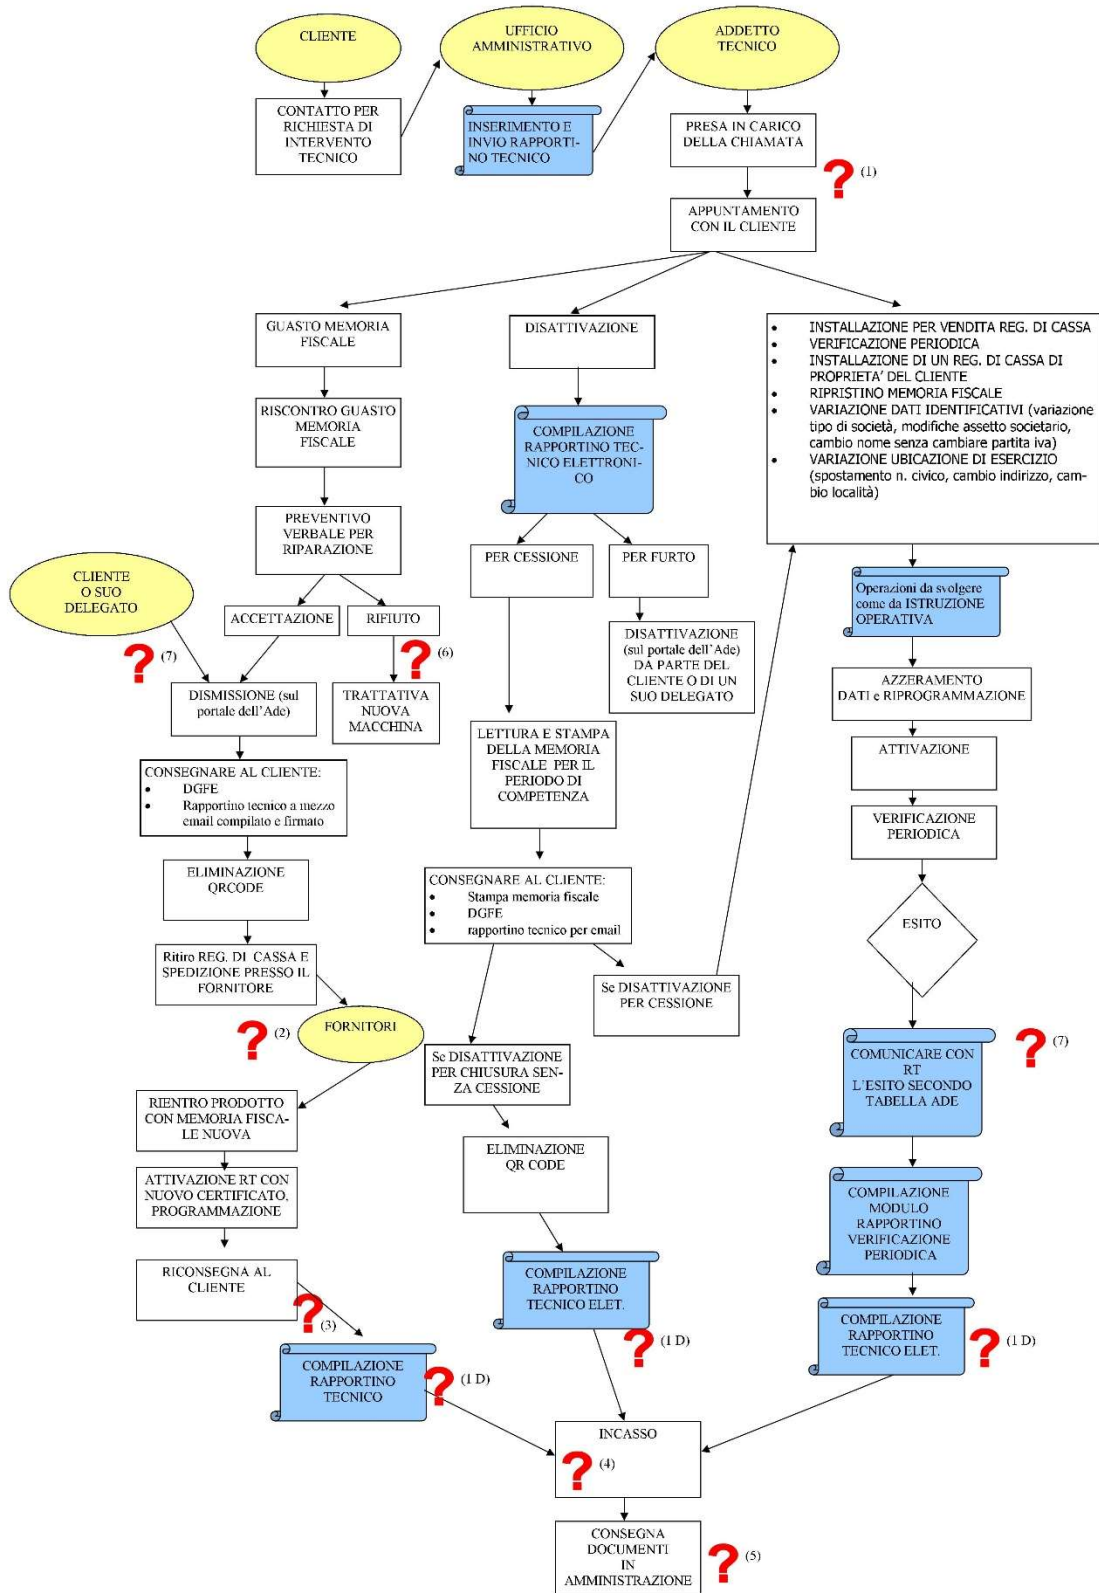 CLIENTE
UFFICIO
AMMINISTRATIVO
ADDETTO
TECNICO
CONTATTO PER
RICHIESTA DI
INTERVENTO
TECNICO
INSERIMENTO E
INVIO RAPPORTI-
NO TECNICO
PRESA IN CARICO
DELLA CHIAMATA
? (1)
APPUNTAMENTO
CON IL CLIENTE
GUASTO MEMORIA
FISCALE
DISATTIVAZIONE
• INSTALLAZIONE PER VENDITA REG. DI CASSA
• VERIFICAZIONE PERIODICA
• INSTALLAZIONE DI UN REG. DI CASSA DI
PROPRIETA’ DEL CLIENTE
• RIPRISTINO MEMORIA FISCALE
• VARIAZIONE DATI IDENTIFICATIVI (variazione
tipo di società, modifiche assetto societario,
cambio nome senza cambiare partita iva)
• VARIAZIONE UBICAZIONE DI ESERCIZIO
(spostamento n. civico, cambio indirizzo, cam-
bio località)
RISCONTRO GUASTO
MEMORIA
FISCALE
COMPILAZIONE
RAPPORTINO TEC-
NICO ELETTRONI-
CO
PREVENTIVO
VERBALE PER
RIPARAZIONE
PER CESSIONE
PER FURTO
CLIENTE
O SUO
DELEGATO
ACCETTAZIONE
RIFIUTO
Operazioni da svolgere
come da ISTRUZIONE
OPERATIVA
? (7)
? (6)
DISATTIVAZIONE
(sul portale dell’Ade)
DA PARTE DEL
CLIENTE O DI UN
SUO DELEGATO
DISMISSIONE (sul
portale dell’Ade)
TRATTATIVA
NUOVA
MACCHINA
AZZERAMENTO
DATI e RIPROGRAMMAZIONE
LETTURA E STAMPA
DELLA MEMORIA
FISCALE PER IL
PERIODO DI
COMPETENZA
ATTIVAZIONE
CONSEGNARE AL CLIENTE:
• DGFE
• Rapportino tecnico a mezzo
email compilato e firmato
VERIFICAZIONE
PERIODICA
ELIMINAZIONE
QRCODE
CONSEGNARE AL CLIENTE:
• Stampa memoria fiscale
• DGFE
• rapportino tecnico per email
ESITO
Ritiro REG. DI CASSA E
SPEDIZIONE PRESSO IL
FORNITORE
Se DISATTIVAZIONE
PER CESSIONE
? (2)
FORNITORI
Se DISATTIVAZIONE
PER CHIUSURA SEN-
ZA CESSIONE
COMUNICARE CON
RT
L’ESITO SECONDO
TABELLA ADE
? (7)
RIENTRO PRODOTTO
CON MEMORIA FISCA-
LE NUOVA
ELIMINAZIONE
QR CODE
ATTIVAZIONE RT CON
NUOVO CERTIFICATO,
PROGRAMMAZIONE
COMPILAZIONE
MODULO
RAPPORTINO
VERIFICAZIONE
PERIODICA
RICONSEGNA AL
CLIENTE
COMPILAZIONE
RAPPORTINO
TECNICO ELET.
? (3)
? (1 D)
COMPILAZIONE
RAPPORTINO
TECNICO ELET.
? (1 D)
COMPILAZIONE
RAPPORTINO
TECNICO
? (1 D)
INCASSO
? (4)
CONSEGNA
DOCUMENTI
IN
AMMINISTRAZIONE
? (5)